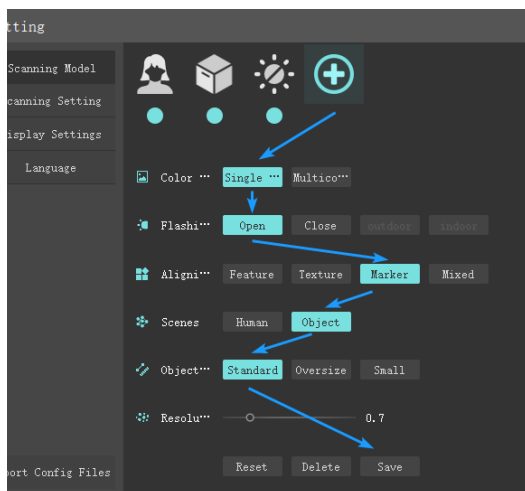 tting
Scanning Model
canning Setting
isplay Settings
Language
Color ··· Single ··· Multico···
Flashi··· Open Close outdoor indoor
Aligni··· Feature Texture Marker Mixed
Scenes Human Object
Object··· Standard Oversize Small
Resolu··· 0.7
port Config Files Reset Delete Save